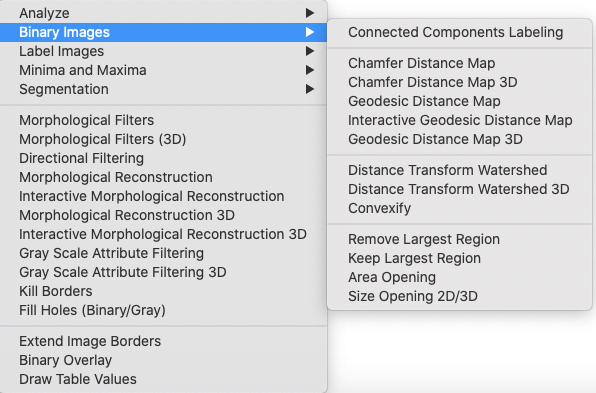 Analyze
Binary Images
Label Images
Minima and Maxima
Segmentation
Morphological Filters
Morphological Filters (3D)
Directional Filtering
Morphological Reconstruction
Interactive Morphological Reconstruction
Morphological Reconstruction 3D
Interactive Morphological Reconstruction 3D
Gray Scale Attribute Filtering
Gray Scale Attribute Filtering 3D
Kill Borders
Fill Holes (Binary/Gray)
Extend Image Borders
Binary Overlay
Draw Table Values
Connected Components Labeling
Chamfer Distance Map
Chamfer Distance Map 3D
Geodesic Distance Map
Interactive Geodesic Distance Map
Geodesic Distance Map 3D
Distance Transform Watershed
Distance Transform Watershed 3D
Convexify
Remove Largest Region
Keep Largest Region
Area Opening
Size Opening 2D/3D